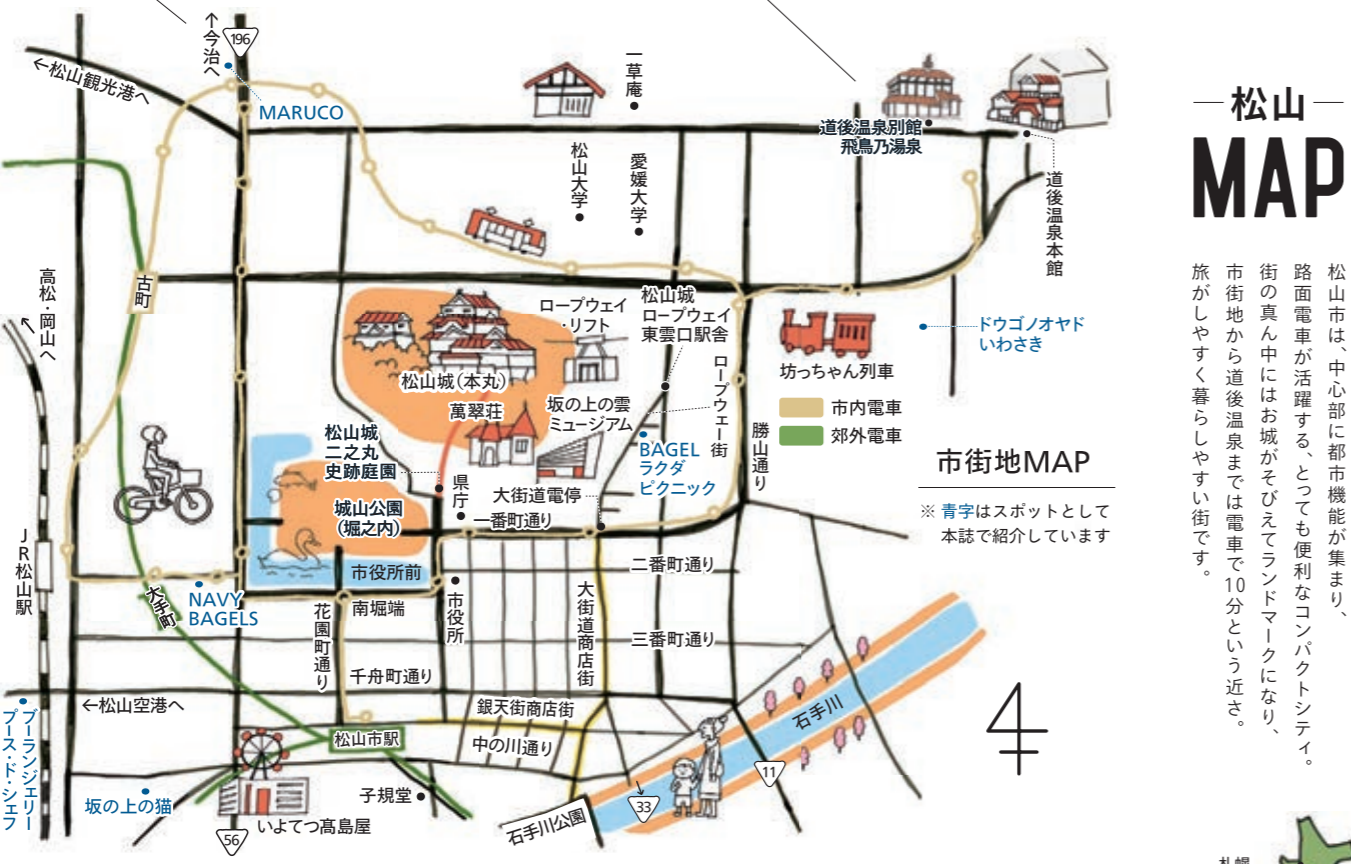 松山
MAP
松山市は、中心部に都市機能が集まり、
路面電車が活躍する、とっても便利なコンパクトシティ。
街の真ん中にはお城がそびえてランドマークになり、
市街地から道後温泉までは電車で10分という近さ。
旅がしやすく暮らしやすい街です。
↑今治へ
196
←松山観光港へ
MARUCO
一草庵
松山大学
愛媛大学
道後温泉別館
飛鳥乃湯泉
道後温泉本館
高松・岡山へ
古町
松山城(本丸)
ロープウェイ
・リフト
松山城
ロープウェイ
東雲口駅舎
ロープウェー街
坊っちゃん列車
ドウゴノオヤド
いわさき
市内電車
郊外電車
萬翠荘
坂の上の雲
ミュージアム
BAGEL
ラクダ
ピクニック
勝山通り
松山城
二之丸
史跡庭園
城山公園
(堀之内)
県庁
大街道電停
一番町通り
市街地MAP
※ 青字はスポットとして
本誌で紹介しています
JR松山駅
大手町
NAVY
BAGELS
市役所前
南堀端
花園町通り
市役所
二番町通り
大街道商店街
三番町通り
千舟町通り
←松山空港へ
銀天街商店街
中の川通り
松山市駅
石手川
ブーランジェリー
プース・ド・シェフ
坂の上の猫
いよてつ髙島屋
子規堂
石手川公園
33
11
56
札幌